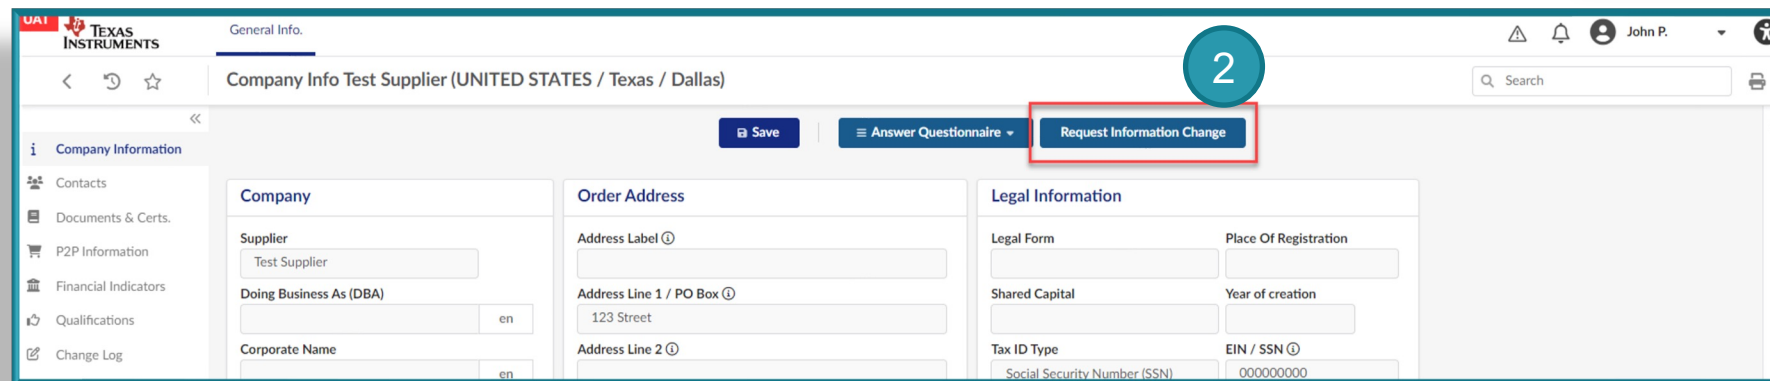 UAT
TEXAS
INSTRUMENTS
General Info.
John P.
Company Info Test Supplier (UNITED STATES / Texas / Dallas)
2
Search
Save
Answer Questionnaire
Request Information Change
Company Information
Contacts
Documents & Certs.
P2P Information
Financial Indicators
Qualifications
Change Log
Company
Supplier
Test Supplier
Doing Business As (DBA)
en
Corporate Name
en
Order Address
Address Label
Address Line 1 / PO Box
123 Street
Address Line 2
Legal Information
Legal Form
Place Of Registration
Shared Capital
Year of creation
Tax ID Type
EIN / SSN
Social Security Number (SSN)
000000000